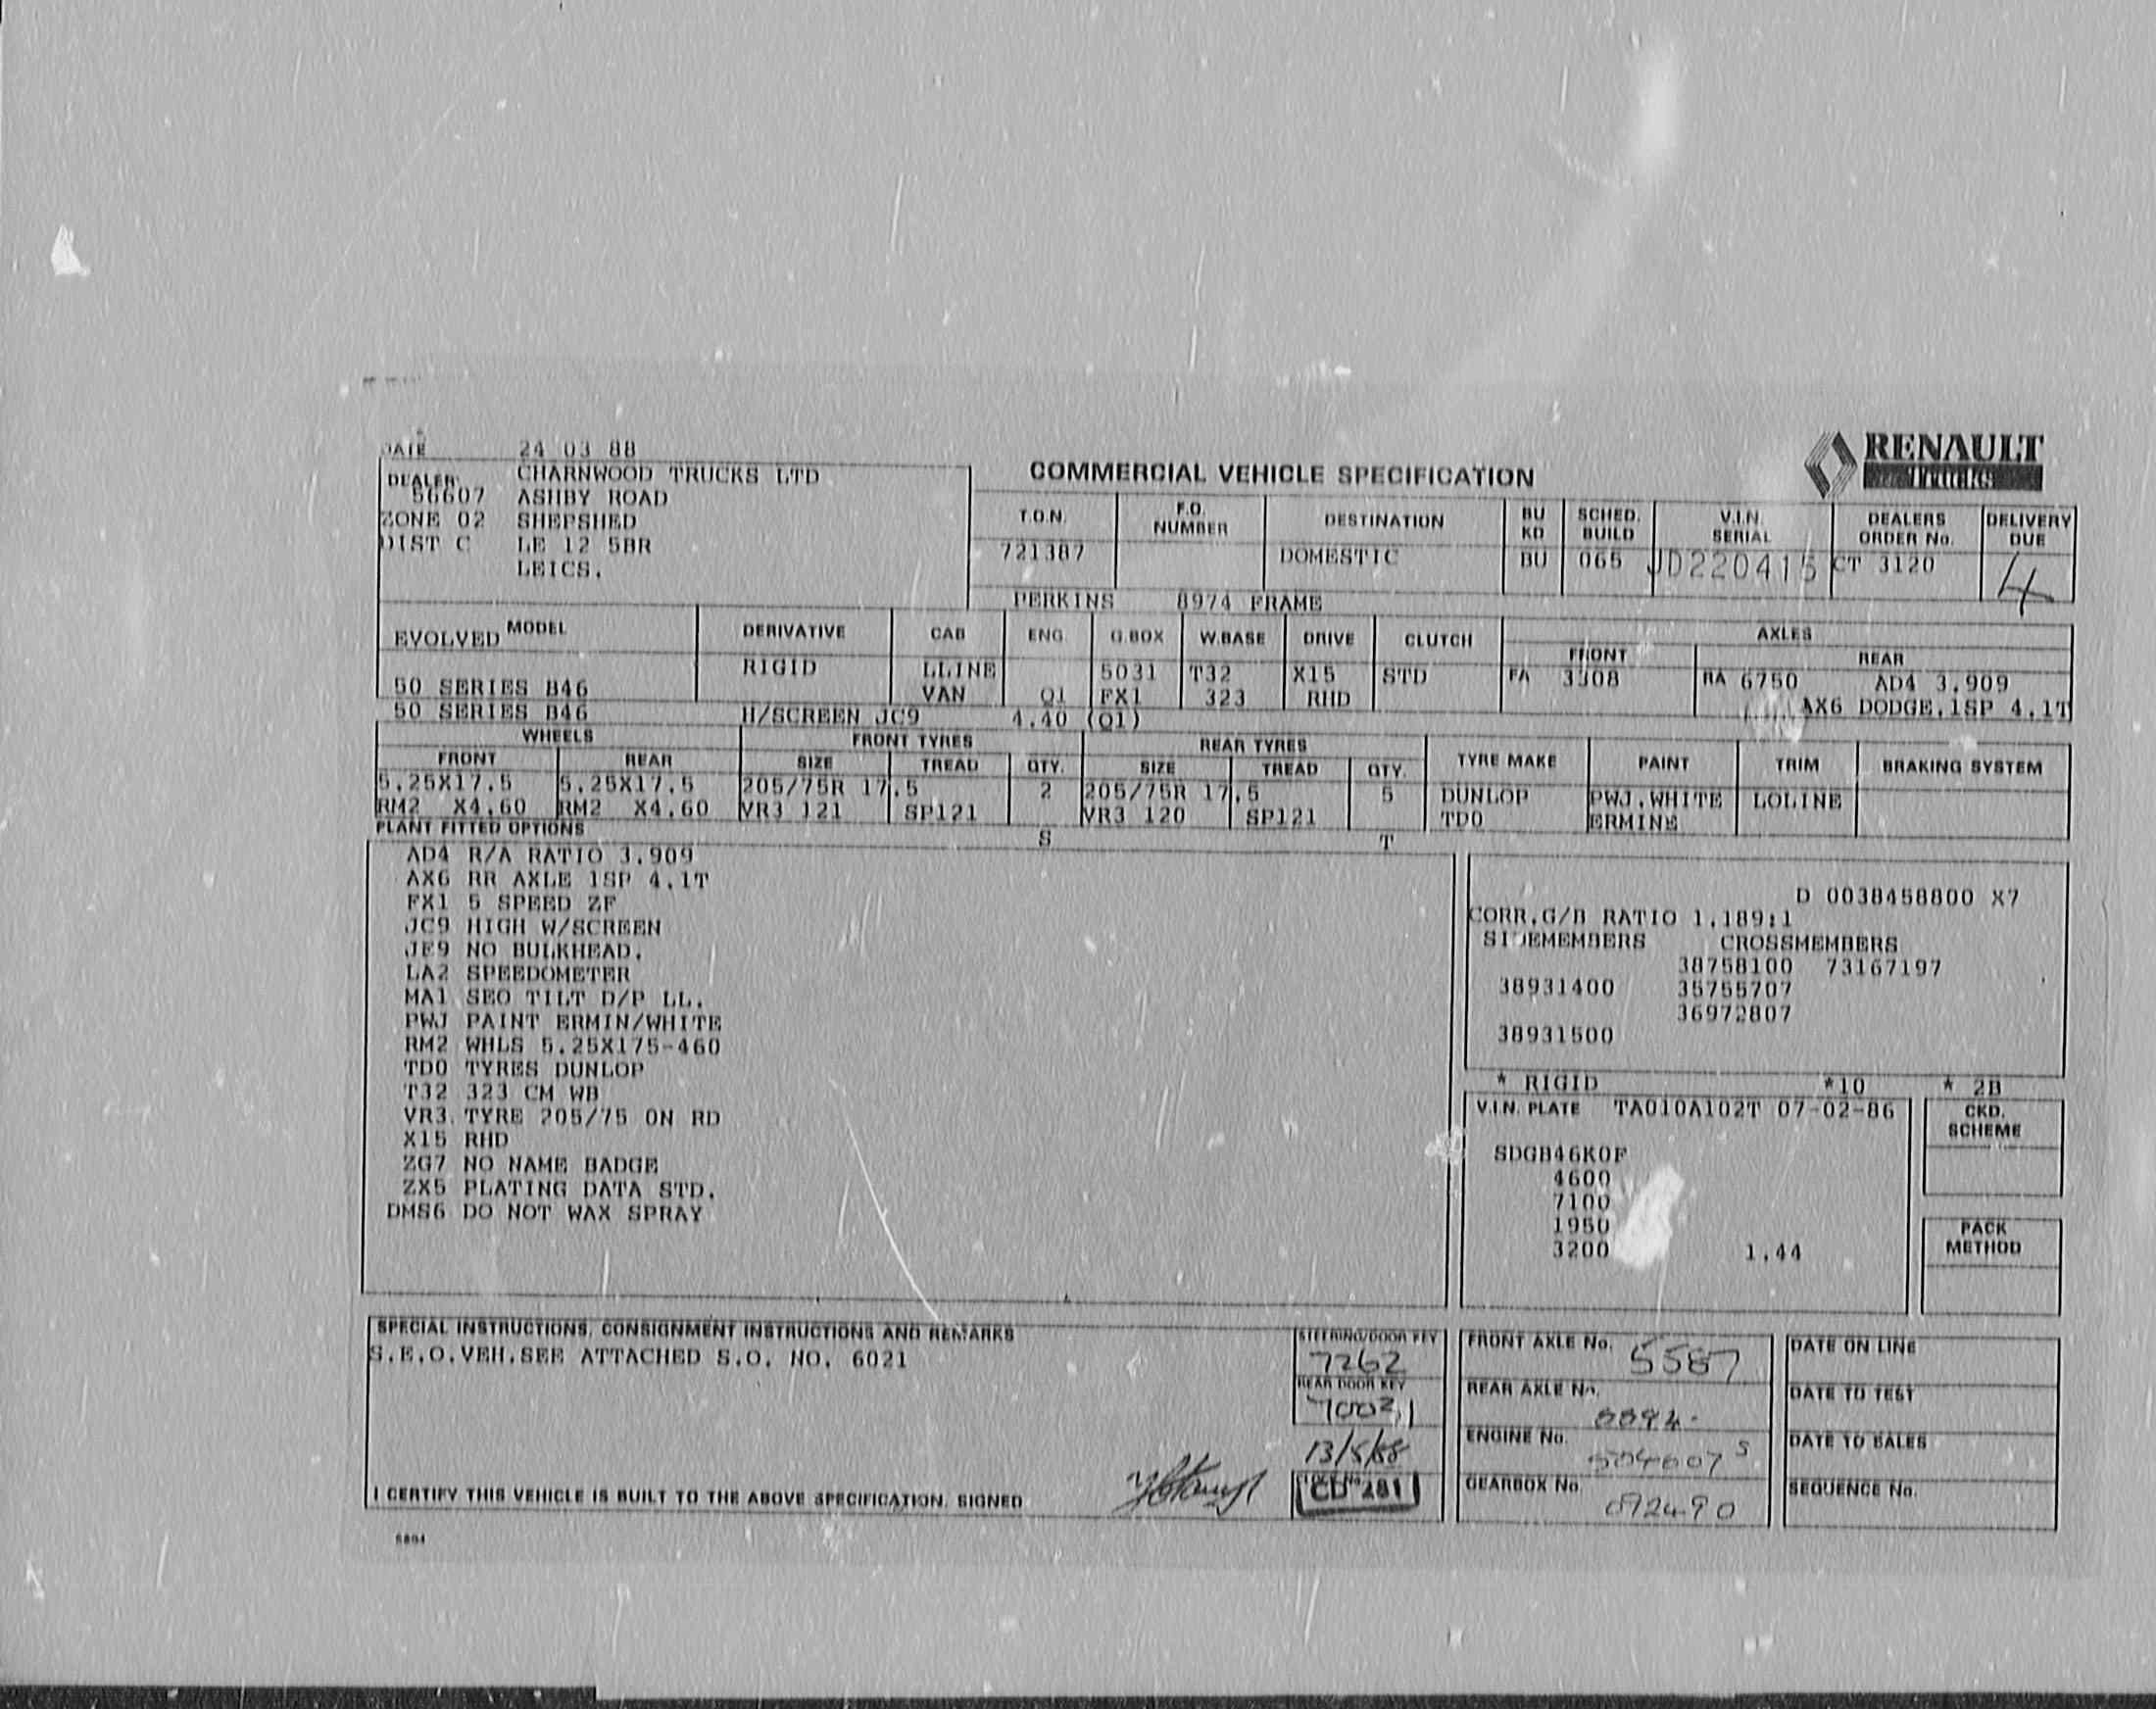 DATE 24 03 88
RENAULT
Trucks
DEALER CHARNWOOD TRUCKS LTD
56607 ASHBY ROAD
ZONE 02 SHEPSHED
DIST C LE 12 5BR
LEICS.
COMMERCIAL VEHICLE SPECIFICATION
T.O.N. F.O. NUMBER DESTINATION BU KD SCHED. BUILD V.I.N. SERIAL DEALERS ORDER No. DELIVERY DUE
721387 DOMESTIC BU 065 JD220415 CT 3120 4
PERKINS 8974 FRAME
EVOLVED MODEL DERIVATIVE CAB ENG. G.BOX W.BASE DRIVE CLUTCH AXLES
FRONT REAR
RIGID LLINE 5031 T32 X15 STD FA 3308 RA 6750 AD4 3.909
50 SERIES B46 VAN Q1 FX1 323 RHD AX6 DODGE.1SP 4.1T
50 SERIES B46 H/SCREEN JC9 4.40 (Q1)
WHEELS FRONT TYRES REAR TYRES
FRONT REAR SIZE TREAD QTY. SIZE TREAD QTY. TYRE MAKE PAINT TRIM BRAKING SYSTEM
5.25X17.5 5.25X17.5 205/75R 17.5 2 205/75R 17.5 5 DUNLOP PWJ.WHITE LOLINE
RM2 X4.60 RM2 X4.60 VR3 121 SP121 VR3 120 SP121 TD0 ERMINE
PLANT FITTED OPTIONS S T
AD4 R/A RATIO 3.909
AX6 RR AXLE 1SP 4.1T
FX1 5 SPEED ZF
JC9 HIGH W/SCREEN
JE9 NO BULKHEAD.
LA2 SPEEDOMETER
MA1 SEO TILT D/P LL.
PWJ PAINT ERMIN/WHITE
RM2 WHLS 5.25X175-460
TD0 TYRES DUNLOP
T32 323 CM WB
VR3 TYRE 205/75 ON RD
X15 RHD
ZG7 NO NAME BADGE
ZX5 PLATING DATA STD.
DMS6 DO NOT WAX SPRAY
D 0038458800 X7
CORR.G/B RATIO 1.189:1
SIDEMEMBERS CROSSMEMBERS
38758100 73167197
38931400 35755707
36972807
38931500
* RIGID *10 * 2B
V.I.N. PLATE TA010A102T 07-02-86
CKD. SCHEME
SDGB46K0F
4600
7100
1950
3200 1.44
PACK METHOD
SPECIAL INSTRUCTIONS, CONSIGNMENT INSTRUCTIONS AND REMARKS
S.E.O.VEH.SEE ATTACHED S.O. NO. 6021
STEERING/DOOR KEY
7262
REAR DOOR KEY
13/5/88
CD 281
FRONT AXLE No. 5587
REAR AXLE No.
ENGINE No.
GEARBOX No. 092490
DATE ON LINE
DATE TO TEST
DATE TO SALES
SEQUENCE No.
I CERTIFY THIS VEHICLE IS BUILT TO THE ABOVE SPECIFICATION. SIGNED